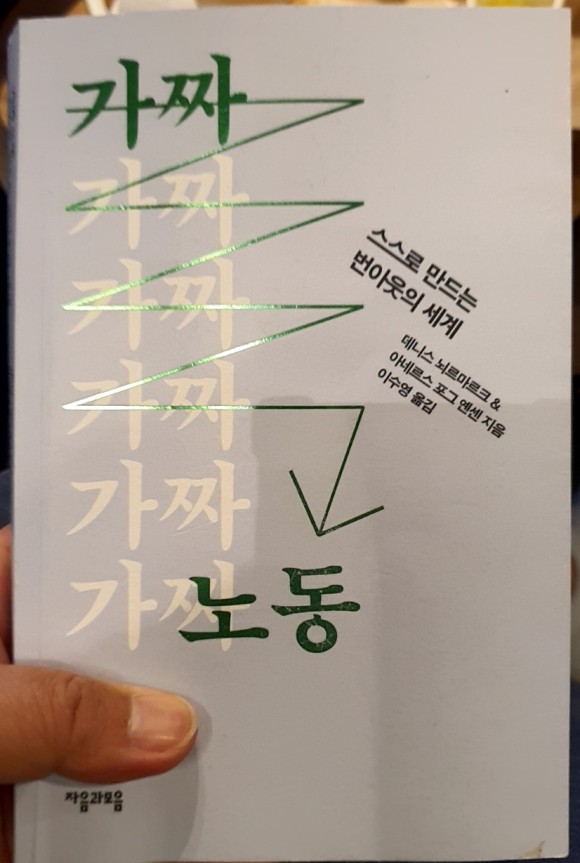 가짜
가짜
가짜
가짜
가짜
가짜
노동
스스로 만드는
번아웃의 세계
데니스 뇌르마르크 &
아네르스 포그 옌센 지음
이수영 옮김
자음과모음